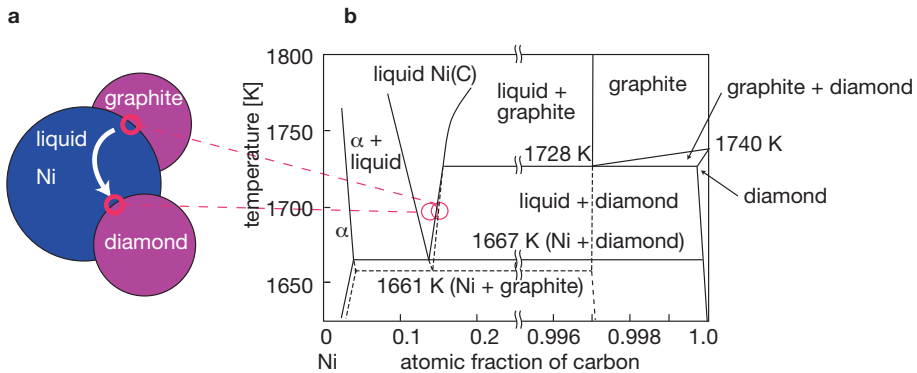 a
graphite
liquid
Ni
diamond
b
temperature [K]
1800
1750
1700
1650
liquid Ni(C)
α +
liquid
α
liquid +
graphite
graphite
graphite + diamond
1728 K
1740 K
diamond
liquid + diamond
1667 K (Ni + diamond)
1661 K (Ni + graphite)
0 0.1 0.2 0.996 0.998 1.0
Ni
atomic fraction of carbon